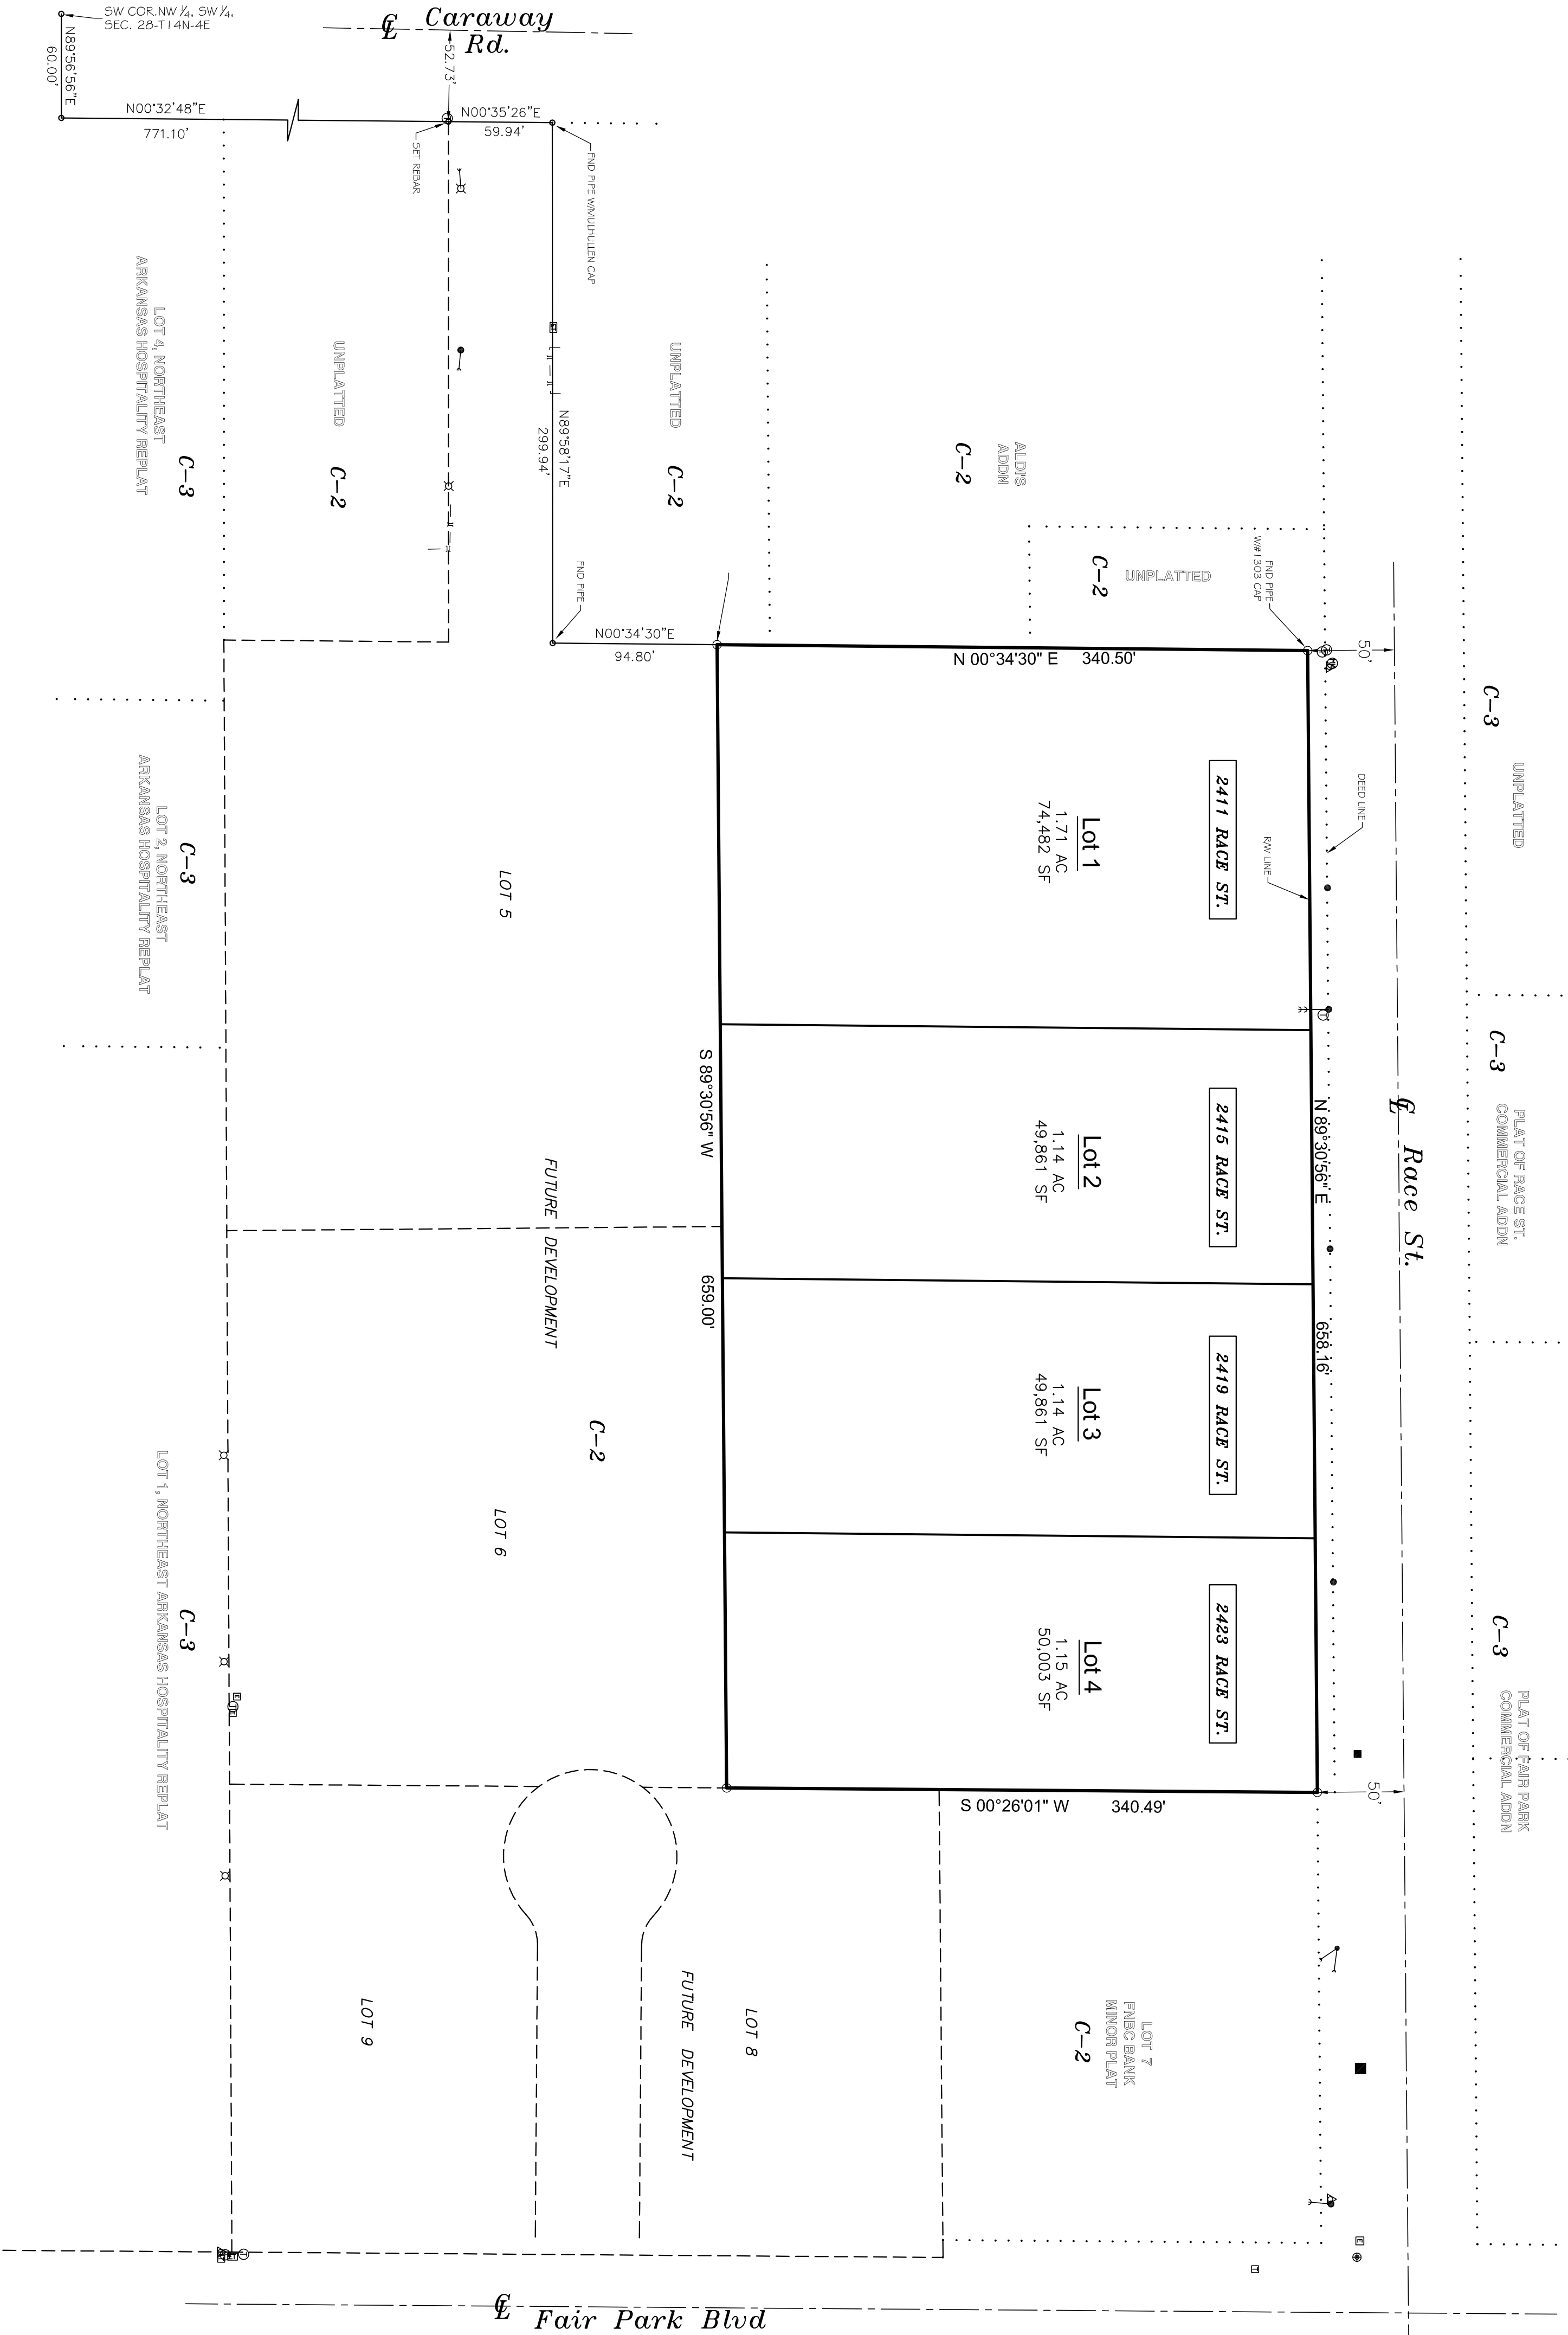 SW COR.NW ¼, SW ¼,
SEC. 28-T14N-4E
N89°56'56"E
60.00'
N00°32'48"E
771.10'
℄ Caraway
Rd.
52.73'
N00°35'26"E
59.94'
SET REBAR
FND PIPE W/MULHULLEN CAP
N89°58'17"E
299.94'
FND PIPE
N00°34'30"E
94.80'
LOT 4, NORTHEAST
ARKANSAS HOSPITALITY REPLAT
C-3
UNPLATTED
C-2
UNPLATTED
C-2
ALDI'S
ADDN
C-2
UNPLATTED
C-2
FND PIPE
W/#1303 CAP
50'
N 00°34'30" E 340.50'
C-3
UNPLATTED
DEED LINE
R/W LINE
2411 RACE ST.
Lot 1
1.71 AC
74,482 SF
LOT 5
LOT 2, NORTHEAST
ARKANSAS HOSPITALITY REPLAT
C-3
C-3
PLAT OF RACE ST.
COMMERCIAL ADDN
℄ Race St.
N 89°30'56" E
658.16'
2415 RACE ST.
Lot 2
1.14 AC
49,861 SF
S 89°30'56" W
659.00'
FUTURE DEVELOPMENT
2419 RACE ST.
Lot 3
1.14 AC
49,861 SF
C-2
LOT 6
C-3
PLAT OF FAIR PARK
COMMERCIAL ADDN
2423 RACE ST.
Lot 4
1.15 AC
50,003 SF
LOT 1, NORTHEAST ARKANSAS HOSPITALITY REPLAT
C-3
50'
S 00°26'01" W 340.49'
LOT 7
FNBC BANK
MINOR PLAT
C-2
LOT 8
FUTURE DEVELOPMENT
LOT 9
℄ Fair Park Blvd